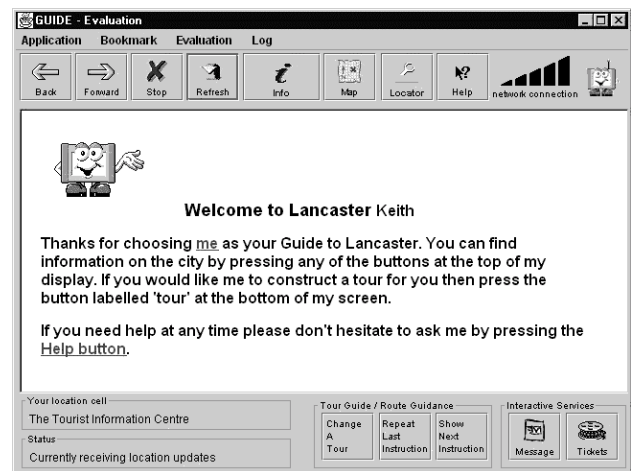 GUIDE - Evaluation
Application Bookmark Evaluation Log
Back Forward Stop Refresh Info Map Locator Help network connection
Welcome to Lancaster Keith
Thanks for choosing me as your Guide to Lancaster. You can find
information on the city by pressing any of the buttons at the top of my
display. If you would like me to construct a tour for you then press the
button labelled 'tour' at the bottom of my screen.
If you need help at any time please don't hesitate to ask me by pressing the
Help button.
Your location cell
The Tourist Information Centre
Status
Currently receiving location updates
Tour Guide / Route Guidance
Change
A
Tour
Repeat
Last
Instruction
Show
Next
Instruction
Interactive Services
Message Tickets